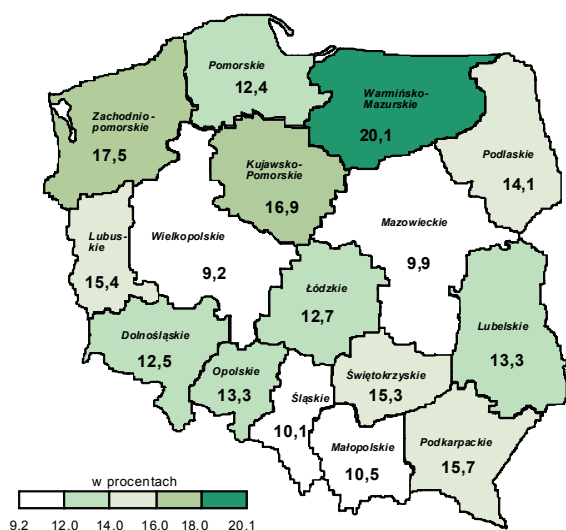 Pomorskie
12,4
Warmińsko-
Mazurskie
20,1
Zachodnio-
pomorskie
17,5
Kujawsko-
Pomorskie
16,9
Podlaskie
14,1
Lubus-
kie
15,4
Wielkopolskie
9,2
Mazowieckie
9,9
Łódzkie
12,7
Lubelskie
13,3
Dolnośląskie
12,5
Opolskie
13,3
Śląskie
10,1
Świętokrzyskie
15,3
Małopolskie
10,5
Podkarpackie
15,7
w procentach
9.2 12.0 14.0 16.0 18.0 20.1